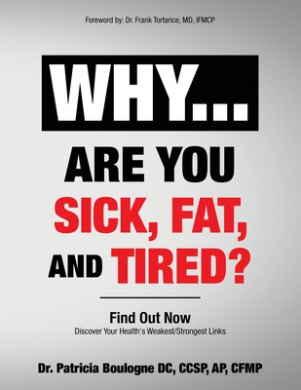 Foreword by: Dr. Frank Tortarice, MD, IFMCP
WHY...
ARE YOU
SICK, FAT,
AND TIRED?
Find Out Now
Discover Your Health's Weakest/Strongest Links
Dr. Patricia Boulogne DC, CCSP, AP, CFMP